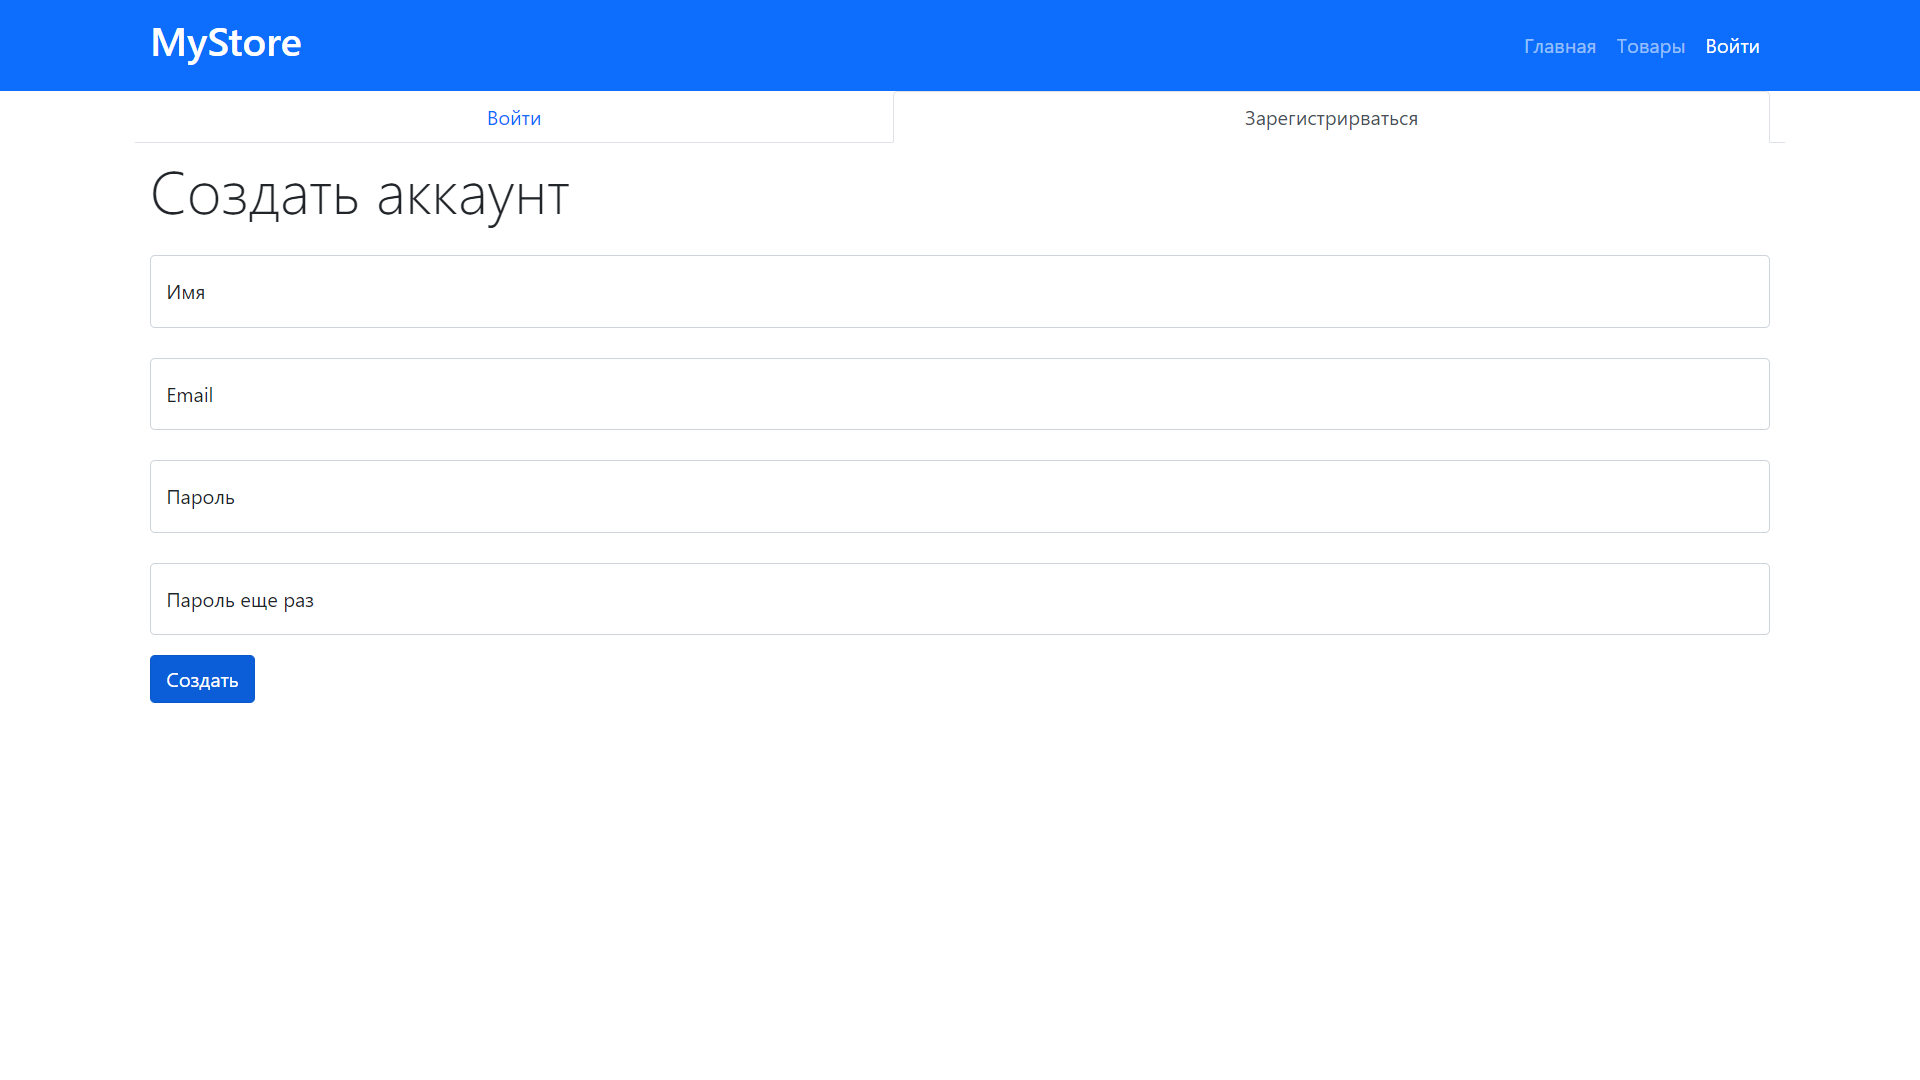 MyStore
Главная Товары Войти
Войти Зарегистрирваться
Создать аккаунт
Имя
Email
Пароль
Пароль еще раз
Создать